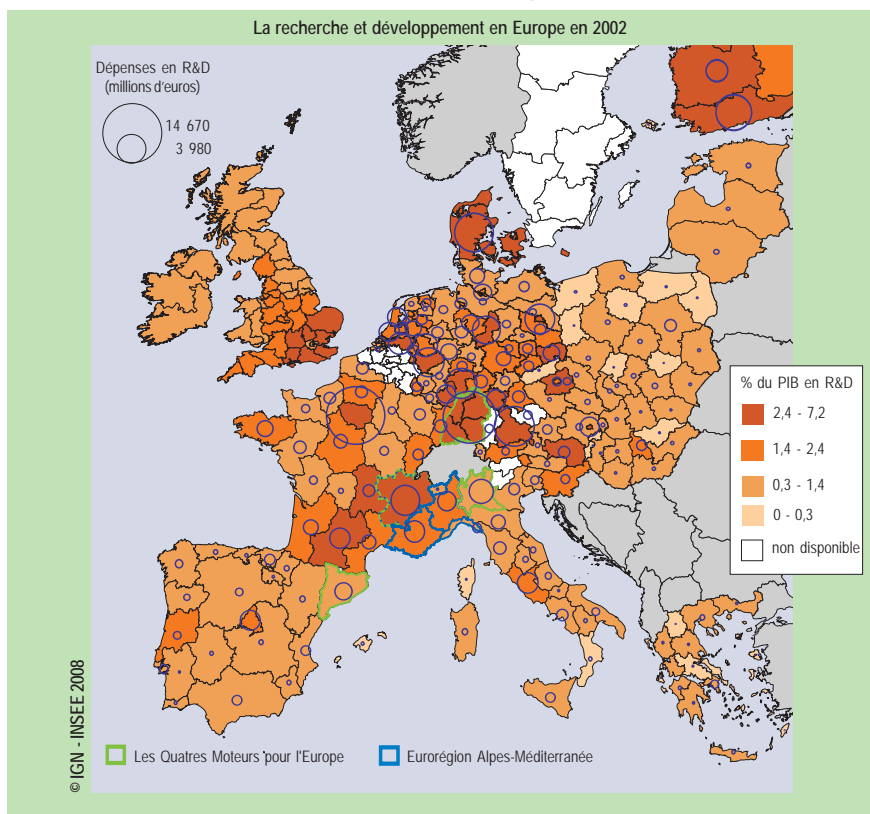 La recherche et développement en Europe en 2002
Dépenses en R&D
(millions d'euros)
14 670
3 980
% du PIB en R&D
2,4 - 7,2
1,4 - 2,4
0,3 - 1,4
0 - 0,3
non disponible
Les Quatres Moteurs pour l'Europe
Eurorégion Alpes-Méditerranée
© IGN - INSEE 2008